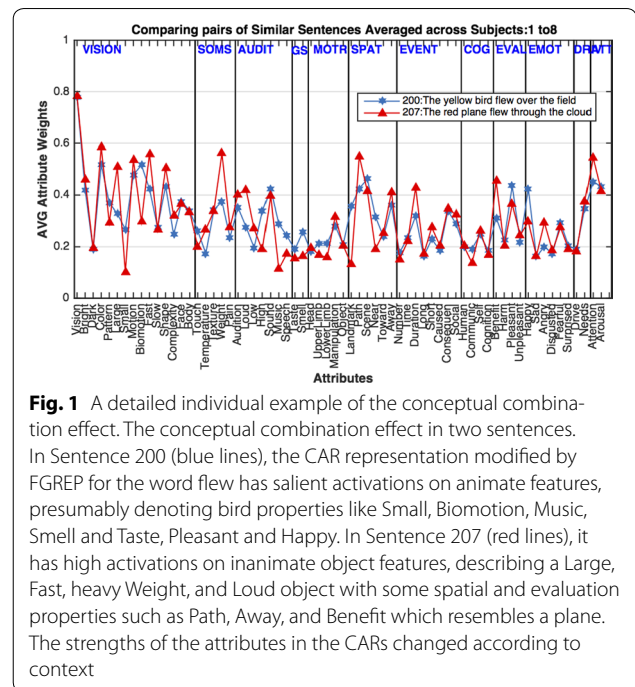 Comparing pairs of Similar Sentences Averaged across Subjects:1 to8
VISION SOMS AUDIT GS MOTR SPAT EVENT COG EVAL EMOT DR ATT
200:The yellow bird flew over the field
207:The red plane flew through the cloud
AVG Attribute Weights
1
0.8
0.6
0.4
0.2
0
Vision
Bright
Dark
Color
Pattern
Large
Small
Motion
Biomotion
Fast
Slow
Shape
Complexity
Face
Body
Touch
Temperature
Texture
Weight
Pain
Audition
Loud
Low
High
Sound
Music
Speech
Taste
Smell
Head
UpperLimb
LowerLimb
Manipulation
Object
Landmark
Path
Scene
Near
Toward
Away
Number
Time
Duration
Long
Short
Caused
Consequen
Social
Human
Communic
Self
Cognition
Benefit
Harm
Pleasant
Unpleasant
Happy
Sad
Angry
Disgusted
Fearful
Surprised
Drive
Needs
Attention
Arousal
Attributes
Fig. 1 A detailed individual example of the conceptual combina-
tion effect. The conceptual combination effect in two sentences.
In Sentence 200 (blue lines), the CAR representation modified by
FGREP for the word flew has salient activations on animate features,
presumably denoting bird properties like Small, Biomotion, Music,
Smell and Taste, Pleasant and Happy. In Sentence 207 (red lines), it
has high activations on inanimate object features, describing a Large,
Fast, heavy Weight, and Loud object with some spatial and evaluation
properties such as Path, Away, and Benefit which resembles a plane.
The strengths of the attributes in the CARs changed according to
context